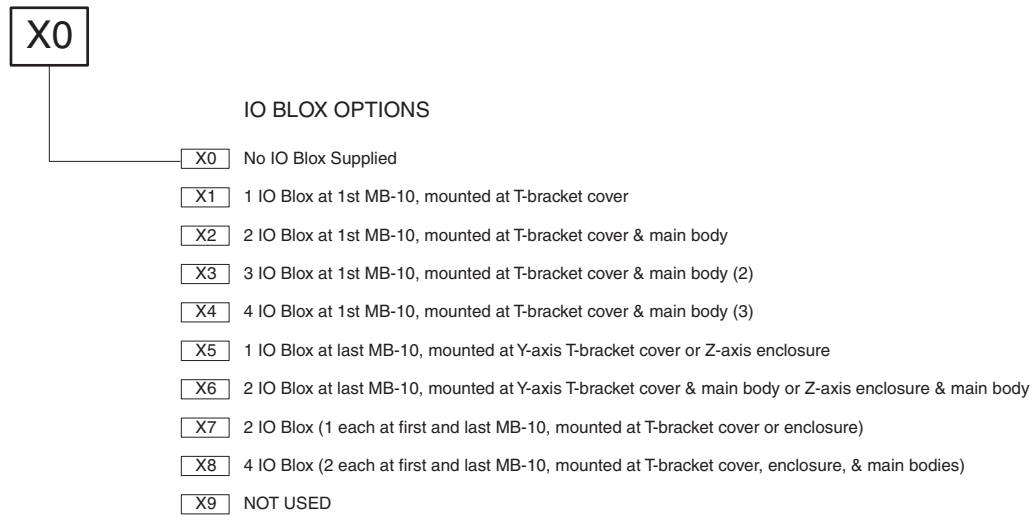 X0
IO BLOX OPTIONS
X0 No IO Blox Supplied
X1 1 IO Blox at 1st MB-10, mounted at T-bracket cover
X2 2 IO Blox at 1st MB-10, mounted at T-bracket cover & main body
X3 3 IO Blox at 1st MB-10, mounted at T-bracket cover & main body (2)
X4 4 IO Blox at 1st MB-10, mounted at T-bracket cover & main body (3)
X5 1 IO Blox at last MB-10, mounted at Y-axis T-bracket cover or Z-axis enclosure
X6 2 IO Blox at last MB-10, mounted at Y-axis T-bracket cover & main body or Z-axis enclosure & main body
X7 2 IO Blox (1 each at first and last MB-10, mounted at T-bracket cover or enclosure)
X8 4 IO Blox (2 each at first and last MB-10, mounted at T-bracket cover, enclosure, & main bodies)
X9 NOT USED